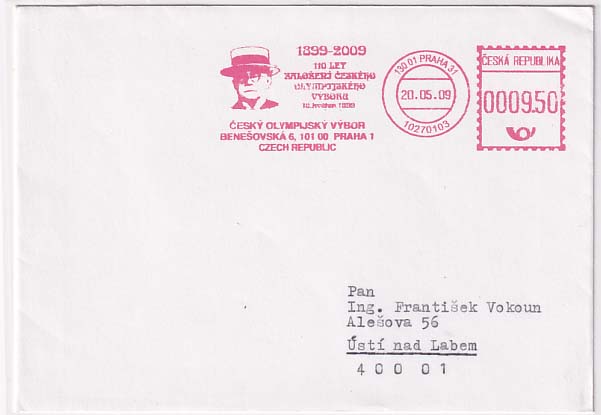 1899-2009
110 LET
ZALOŽENÍ ČESKÉHO
OLYMPIJSKÉHO
VÝBORU
ČESKÝ OLYMPIJSKÝ VÝBOR
BENEŠOVSKÁ 6, 101 00 PRAHA 1
CZECH REPUBLIC
130 01 PRAHA 31
20.05.09
10270103
ČESKÁ REPUBLIKA
0009.50
Pan
Ing. František Vokoun
Alešova 56
Ústí nad Labem
400 01